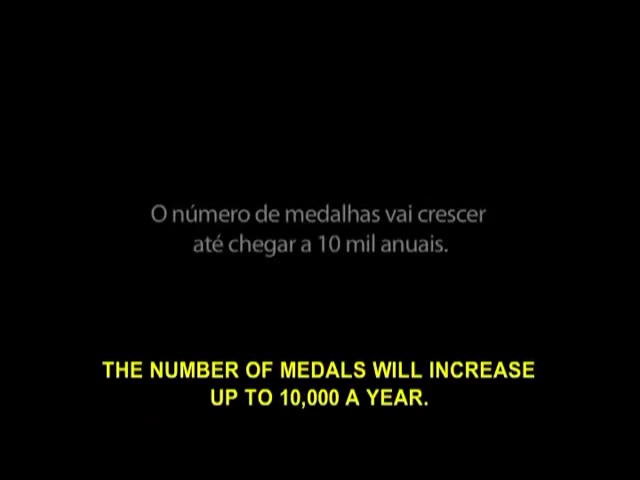 O número de medalhas vai crescer
até chegar a 10 mil anuais.
THE NUMBER OF MEDALS WILL INCREASE
UP TO 10,000 A YEAR.